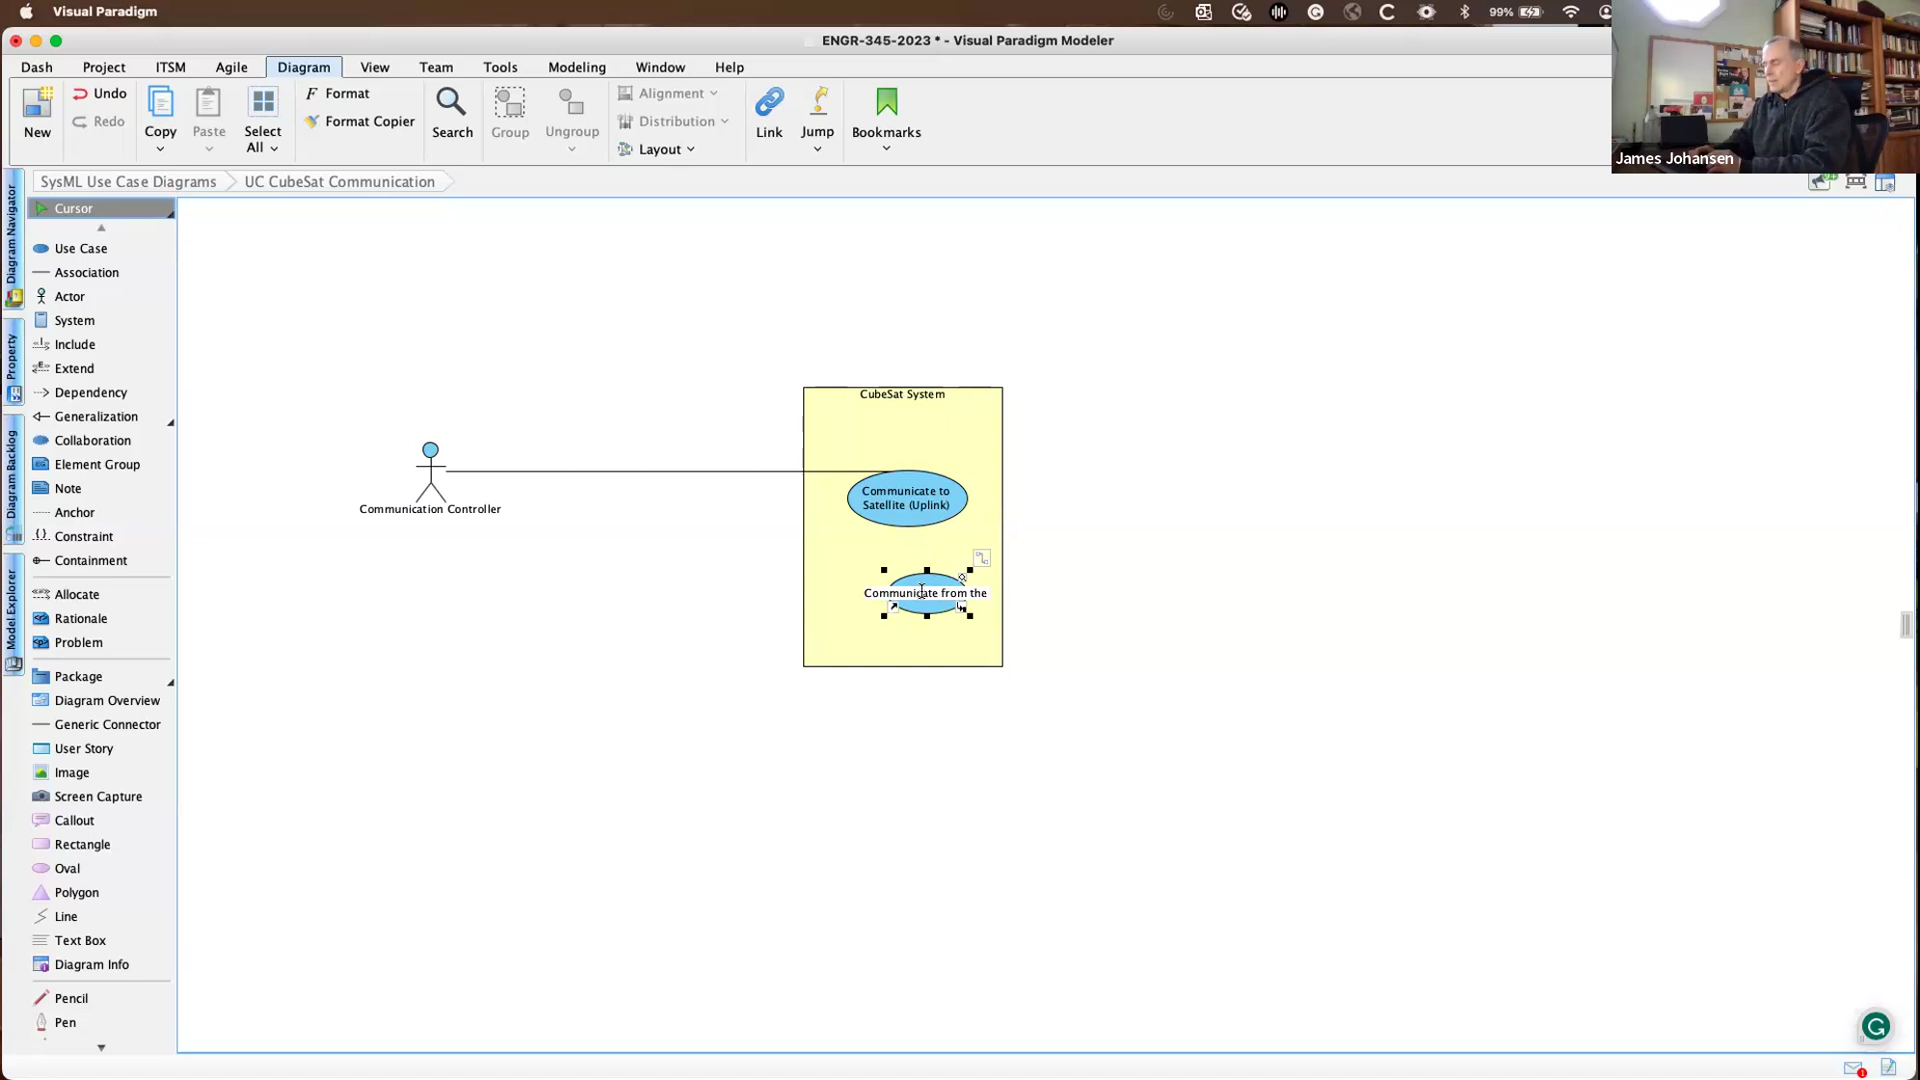 Visual Paradigm
99%
ENGR-345-2023 * - Visual Paradigm Modeler
Dash
Project
ITSM
Agile
Diagram
View
Team
Tools
Modeling
Window
Help
New
Undo
Redo
Copy
Paste
Select
All
Format
Format Copier
Search
Group
Ungroup
Alignment
Distribution
Layout
Link
Jump
Bookmarks
James Johansen
SysML Use Case Diagrams
UC CubeSat Communication
Diagram Navigator
Property
Diagram Backlog
Model Explorer
Cursor
Use Case
Association
Actor
System
Include
Extend
Dependency
Generalization
Collaboration
Element Group
Note
Anchor
Constraint
Containment
Allocate
Rationale
Problem
Package
Diagram Overview
Generic Connector
User Story
Image
Screen Capture
Callout
Rectangle
Oval
Polygon
Line
Text Box
Diagram Info
Pencil
Pen
CubeSat System
Communication Controller
Communicate to
Satellite (Uplink)
Communicate from the